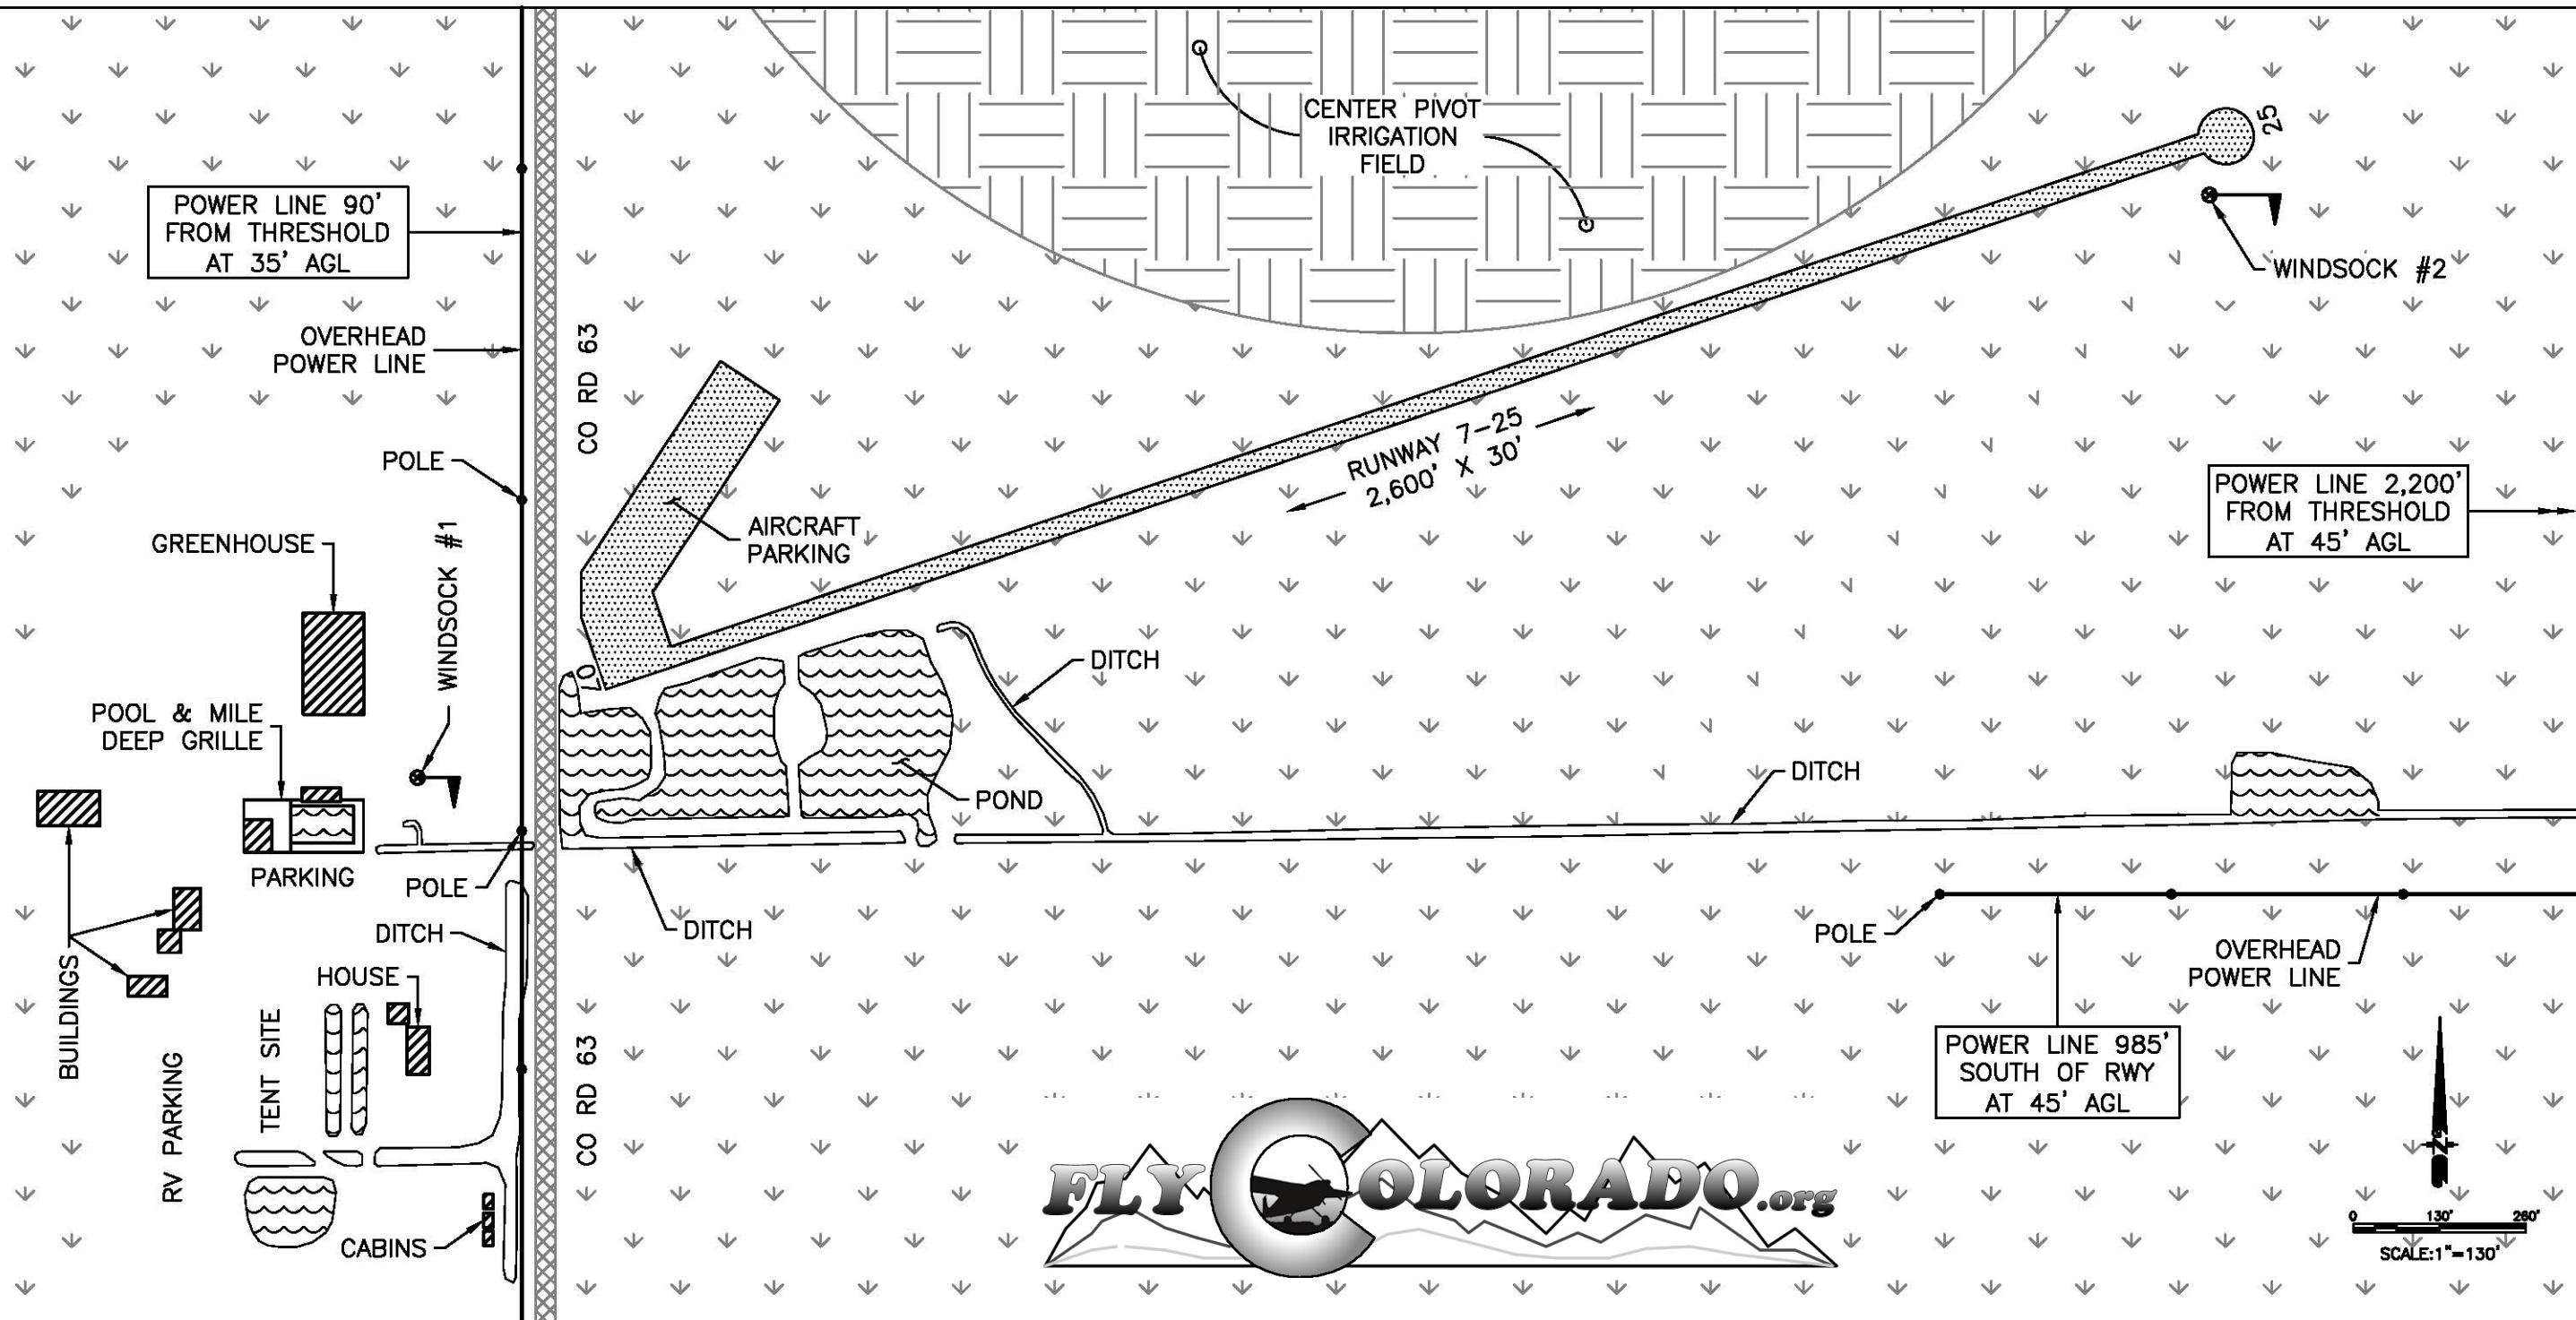 CENTER PIVOT
IRRIGATION
FIELD
25
POWER LINE 90'
FROM THRESHOLD
AT 35' AGL
WINDSOCK #2
OVERHEAD
POWER LINE
CO RD 63
RUNWAY 7-25
2,600' X 30'
POLE
POWER LINE 2,200'
FROM THRESHOLD
AT 45' AGL
AIRCRAFT
PARKING
GREENHOUSE
WINDSOCK #1
DITCH
POOL & MILE
DEEP GRILLE
DITCH
POND
PARKING
POLE
DITCH
DITCH
POLE
OVERHEAD
POWER LINE
HOUSE
BUILDINGS
TENT SITE
RV PARKING
CO RD 63
POWER LINE 985'
SOUTH OF RWY
AT 45' AGL
FLY COLORADO.org
N
CABINS
0 130' 260'
SCALE:1"=130'